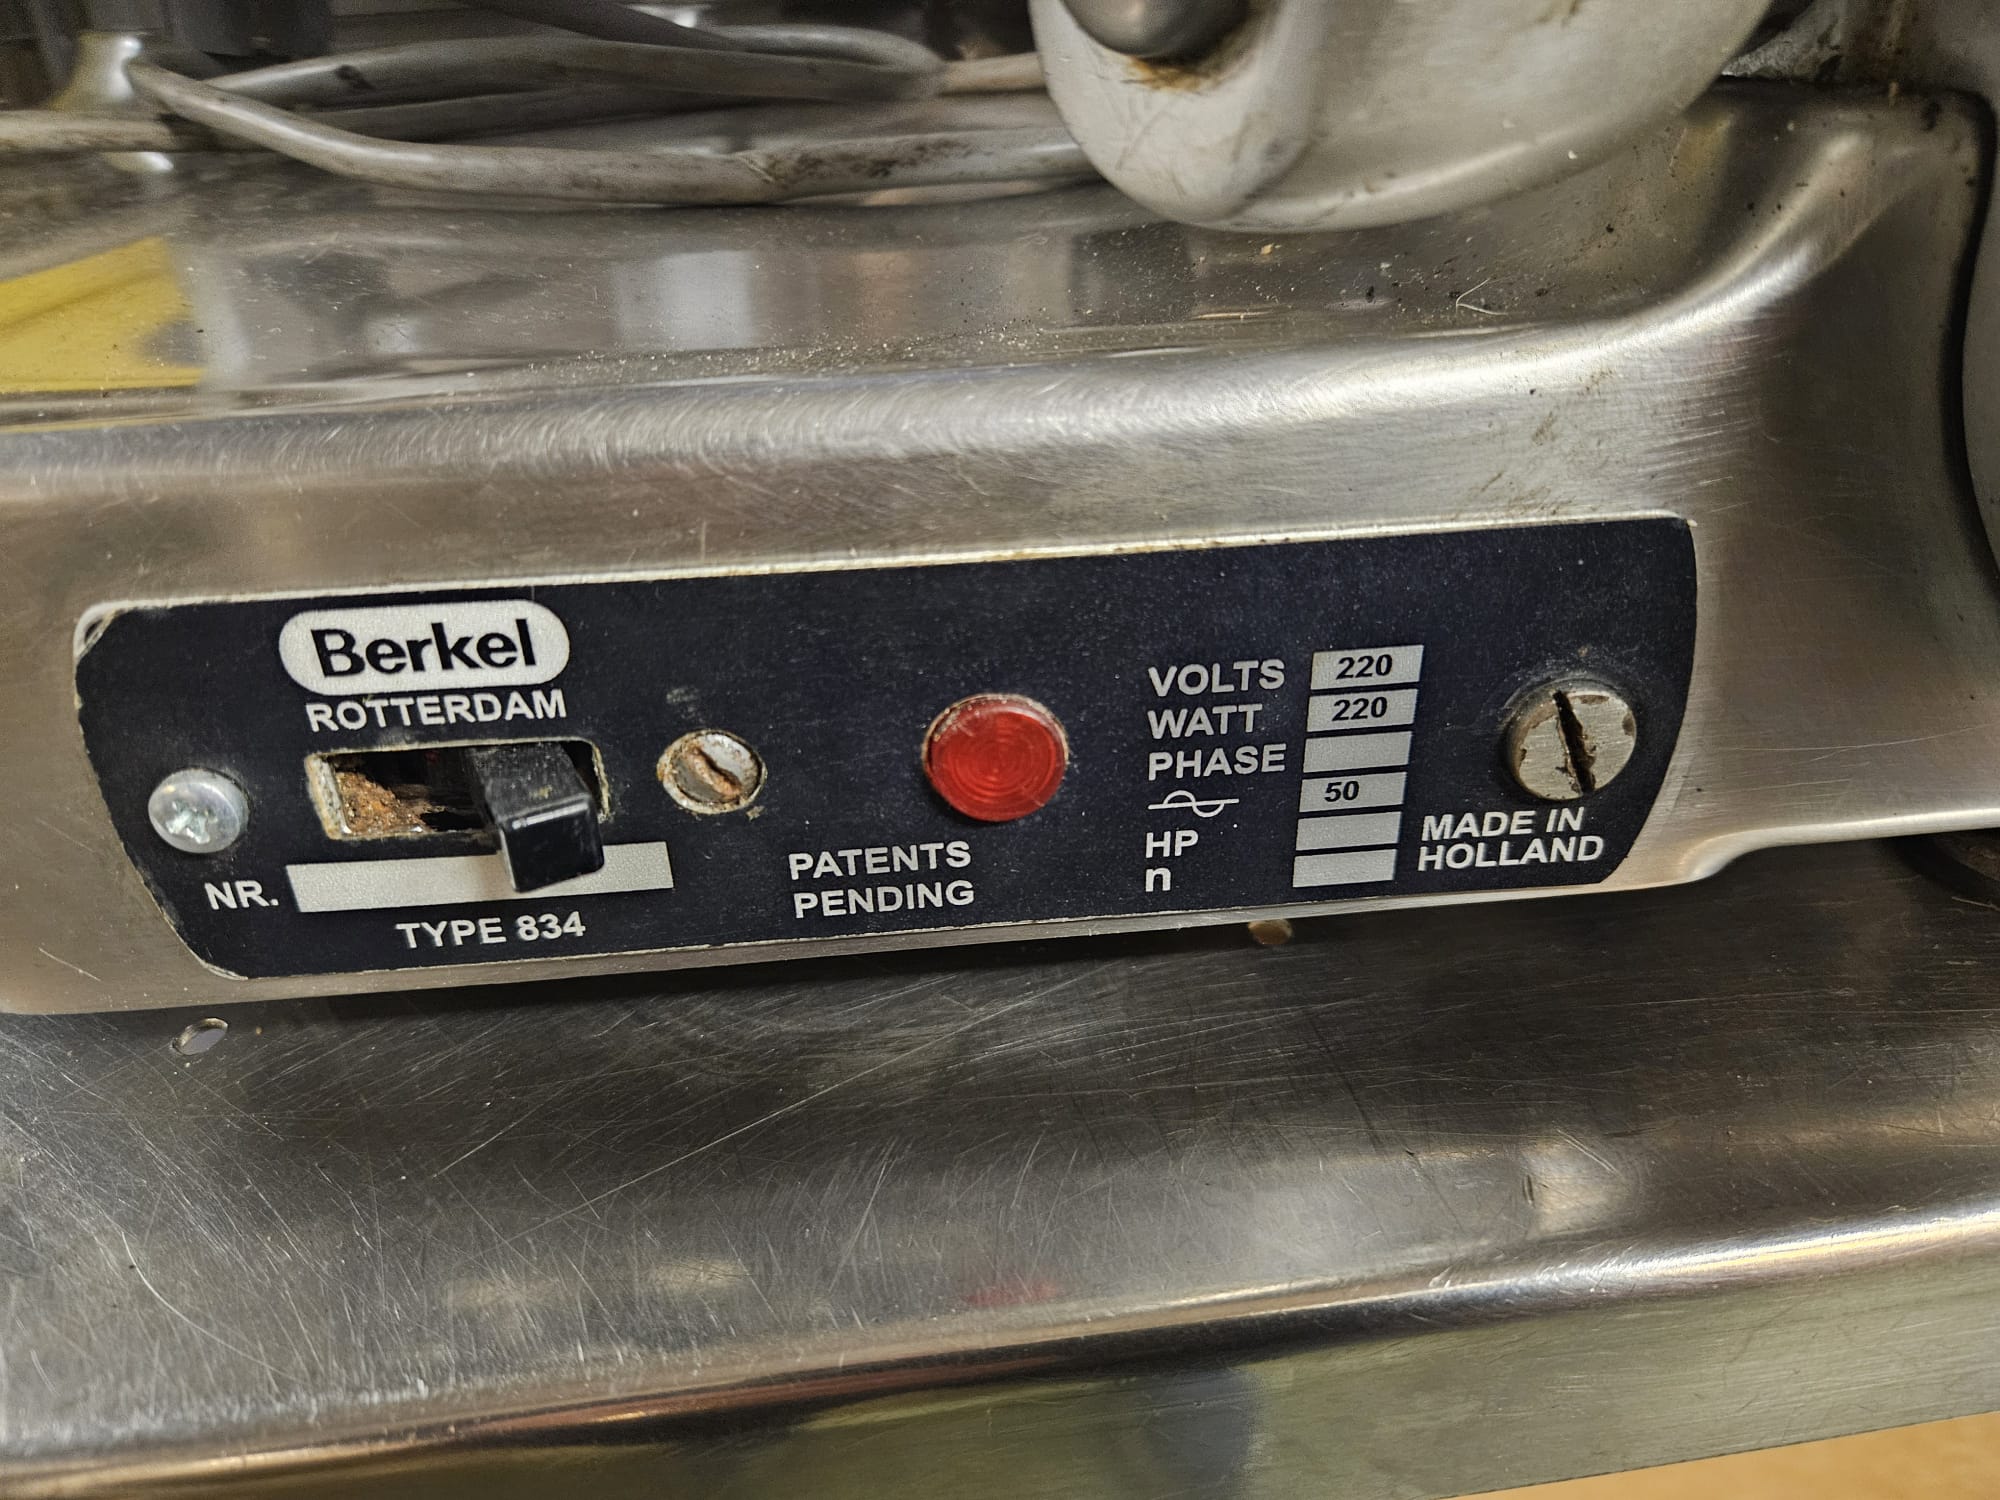 Berkel
ROTTERDAM
NR.
TYPE 834
PATENTS
PENDING
VOLTS 220
WATT 220
PHASE
50
HP
n
MADE IN
HOLLAND